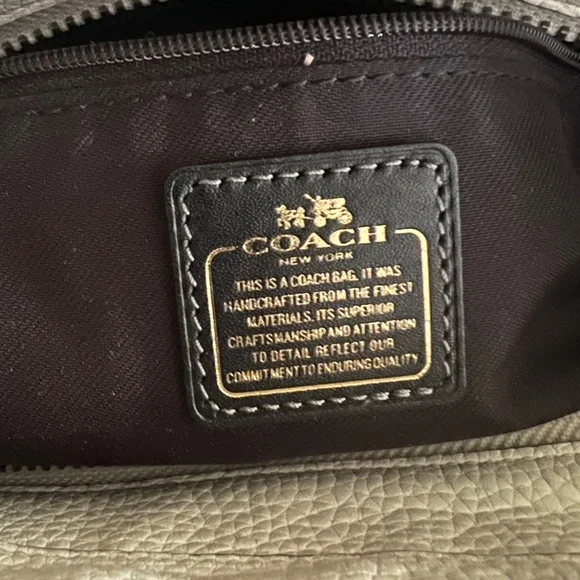 COACH
NEW YORK
THIS IS A COACH BAG. IT WAS
HANDCRAFTED FROM THE FINEST
MATERIALS. ITS SUPERIOR
CRAFTSMANSHIP AND ATTENTION
TO DETAIL REFLECT OUR
COMMITMENT TO ENDURING QUALITY